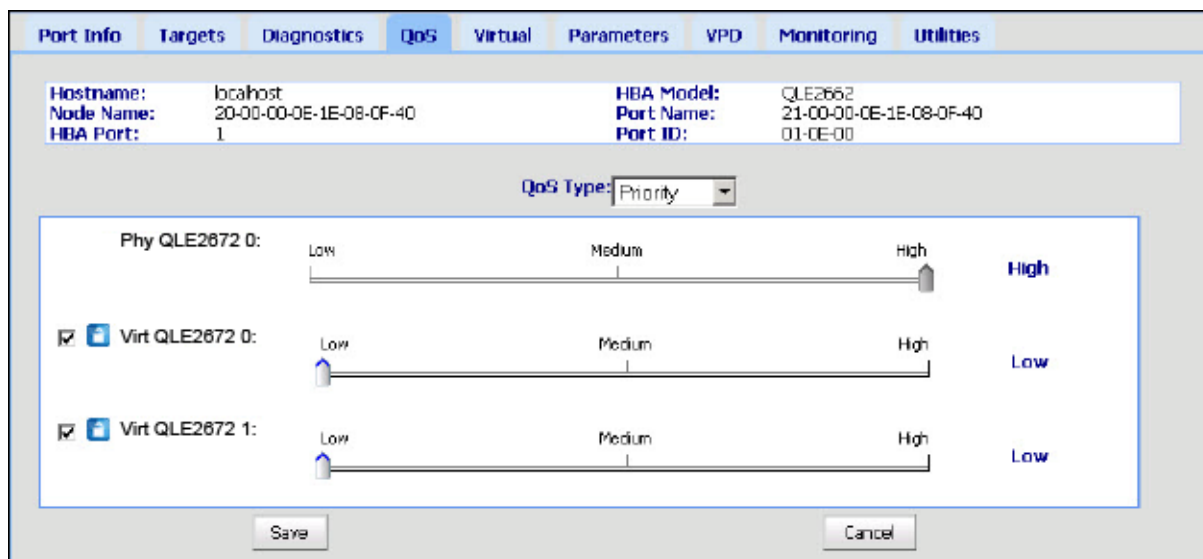 Port Info Targets Diagnostics QoS Virtual Parameters VPD Monitoring Utilities
Hostname: localhost HBA Model: QLE2662
Node Name: 20-00-00-0E-1E-08-0F-40 Port Name: 21-00-00-0E-1E-08-0F-40
HBA Port: 1 Port ID: 01-0E-00
QoS Type: Priority
Phy QLE2672 0: Low Medium High High
Virt QLE2672 0: Low Medium High Low
Virt QLE2672 1: Low Medium High Low
Save Cancel